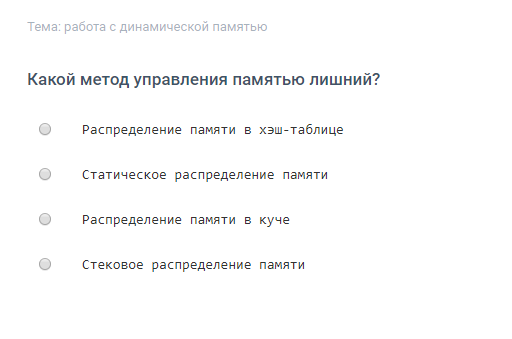 Тема: работа с динамической памятью
Какой метод управления памятью лишний?
Распределение памяти в хэш-таблице
Статическое распределение памяти
Распределение памяти в куче
Стековое распределение памяти